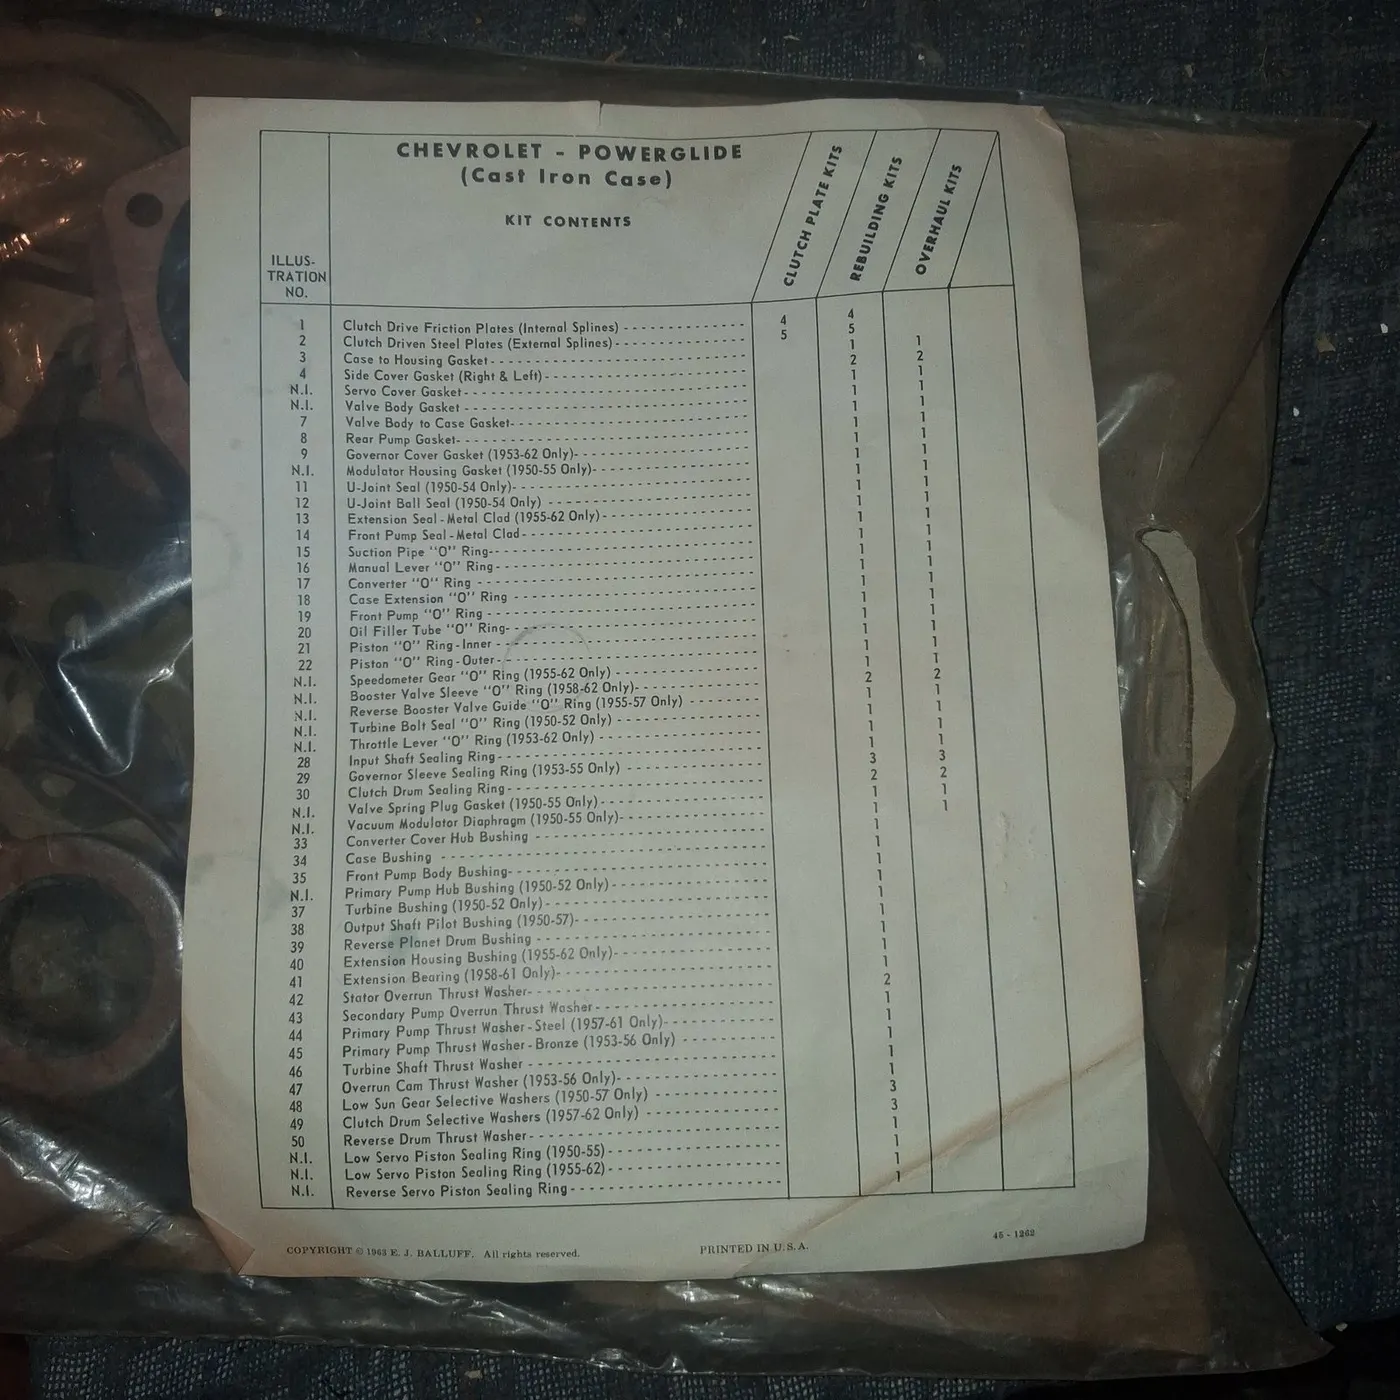 CHEVROLET - POWERGLIDE
(Cast Iron Case)
KIT CONTENTS
ILLUS-
TRATION
NO.
CLUTCH PLATE KITS
REBUILDING KITS
OVERHAUL KITS
1 Clutch Drive Friction Plates (Internal Splines) 4 4
2 Clutch Driven Steel Plates (External Splines) 5 5
3 Case to Housing Gasket 1 1
4 Side Cover Gasket (Right & Left) 2 2
N.I. Servo Cover Gasket 1 1
N.I. Valve Body Gasket 1 1
7 Valve Body to Case Gasket 1 1
8 Rear Pump Gasket 1 1
9 Governor Cover Gasket (1953-62 Only) 1 1
N.I. Modulator Housing Gasket (1950-55 Only) 1 1
11 U-Joint Seal (1950-54 Only) 1 1
12 U-Joint Ball Seal (1950-54 Only) 1 1
13 Extension Seal-Metal Clad (1955-62 Only) 1 1
14 Front Pump Seal-Metal Clad 1 1
15 Suction Pipe "O" Ring 1 1
16 Manual Lever "O" Ring 1 1
17 Converter "O" Ring 1 1
18 Case Extension "O" Ring 1 1
19 Front Pump "O" Ring 1 1
20 Oil Filler Tube "O" Ring 1 1
21 Piston "O" Ring-Inner 1 1
22 Piston "O" Ring-Outer 1 1
N.I. Speedometer Gear "O" Ring (1955-62 Only) 1 1
N.I. Booster Valve Sleeve "O" Ring (1958-62 Only) 2 2
N.I. Reverse Booster Valve Guide "O" Ring (1955-57 Only) 1 1
N.I. Turbine Bolt Seal "O" Ring (1950-52 Only) 1 1
N.I. Throttle Lever "O" Ring (1953-62 Only) 1 1
28 Input Shaft Sealing Ring 1 1
29 Governor Sleeve Sealing Ring (1953-55 Only) 3 3
30 Clutch Drum Sealing Ring 2 2
N.I. Valve Spring Plug Gasket (1950-55 Only) 1 1
N.I. Vacuum Modulator Diaphragm (1950-55 Only) 1 1
33 Converter Cover Hub Bushing 1
34 Case Bushing 1
35 Front Pump Body Bushing 1
N.I. Primary Pump Hub Bushing (1950-52 Only) 1
37 Turbine Bushing (1950-52 Only) 1
38 Output Shaft Pilot Bushing (1950-57) 1
39 Reverse Planet Drum Bushing 1
40 Extension Housing Bushing (1955-62 Only) 1
41 Extension Bearing (1958-61 Only) 1
42 Stator Overrun Thrust Washer 2
43 Secondary Pump Overrun Thrust Washer 1
44 Primary Pump Thrust Washer-Steel (1957-61 Only) 1
45 Primary Pump Thrust Washer-Bronze (1953-56 Only) 1
46 Turbine Shaft Thrust Washer 1
47 Overrun Cam Thrust Washer (1953-56 Only) 1
48 Low Sun Gear Selective Washers (1950-57 Only) 3
49 Clutch Drum Selective Washers (1957-62 Only) 3
50 Reverse Drum Thrust Washer 1
N.I. Low Servo Piston Sealing Ring (1950-55) 1
N.I. Low Servo Piston Sealing Ring (1955-62) 1
N.I. Reverse Servo Piston Sealing Ring 1
COPYRIGHT © 1963 E. J. BALLUFF. All rights reserved. PRINTED IN U.S.A. 45 - 1262